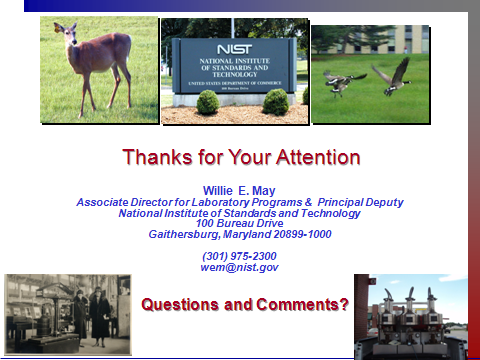 NIST
NATIONAL INSTITUTE
OF STANDARDS AND
TECHNOLOGY
UNITED STATES DEPARTMENT OF COMMERCE
100 Bureau Drive
Thanks for Your Attention
Willie E. May
Associate Director for Laboratory Programs & Principal Deputy
National Institute of Standards and Technology
100 Bureau Drive
Gaithersburg, Maryland 20899-1000
(301) 975-2300
wem@nist.gov
Questions and Comments?